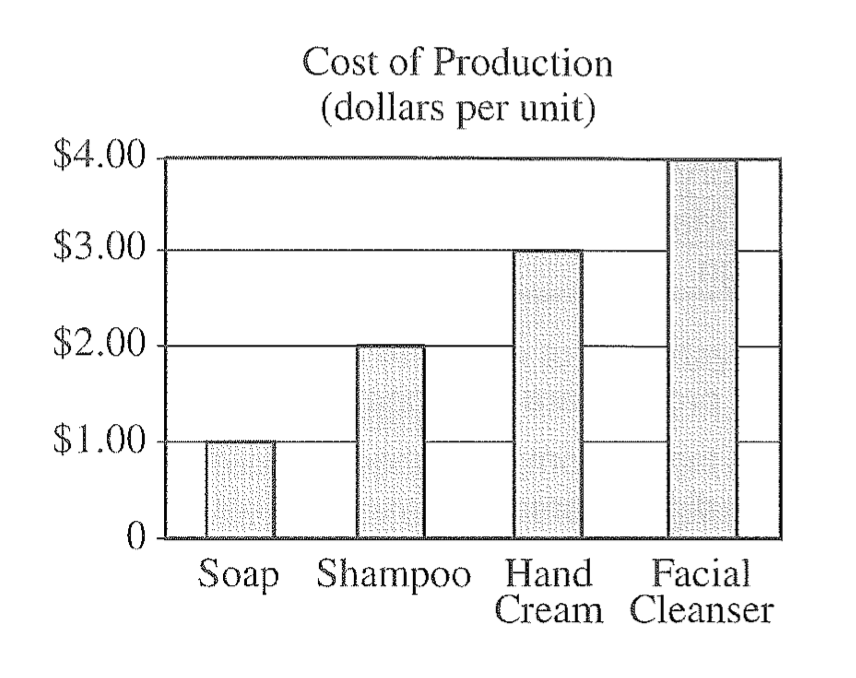 Cost of Production
(dollars per unit)
$4.00
$3.00
$2.00
$1.00
0
Soap Shampoo Hand Cream Facial Cleanser